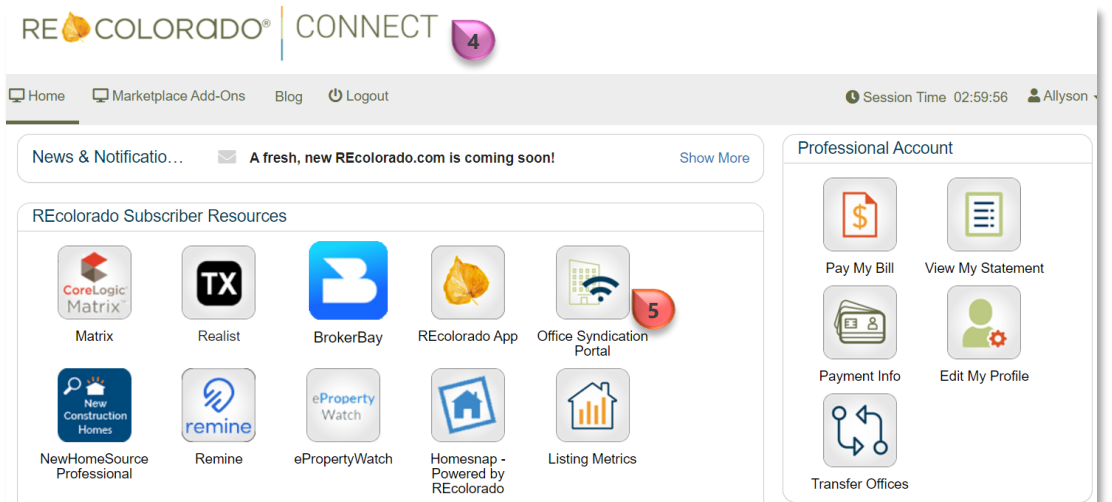 RECOLORADO® CONNECT
4
Home Marketplace Add-Ons Blog Logout Session Time 02:59:56 Allyson
News & Notificatio... A fresh, new REcolorado.com is coming soon! Show More
Professional Account
REcolorado Subscriber Resources
CoreLogic
Matrix™
TX
Matrix
Realist
BrokerBay
REcolorado App
Office Syndication
Portal
5
New
Construction
Homes
remine
eProperty
Watch
NewHomeSource
Professional
Remine
ePropertyWatch
Homesnap -
Powered by
REcolorado
Listing Metrics
$
Pay My Bill
View My Statement
Payment Info
Edit My Profile
Transfer Offices